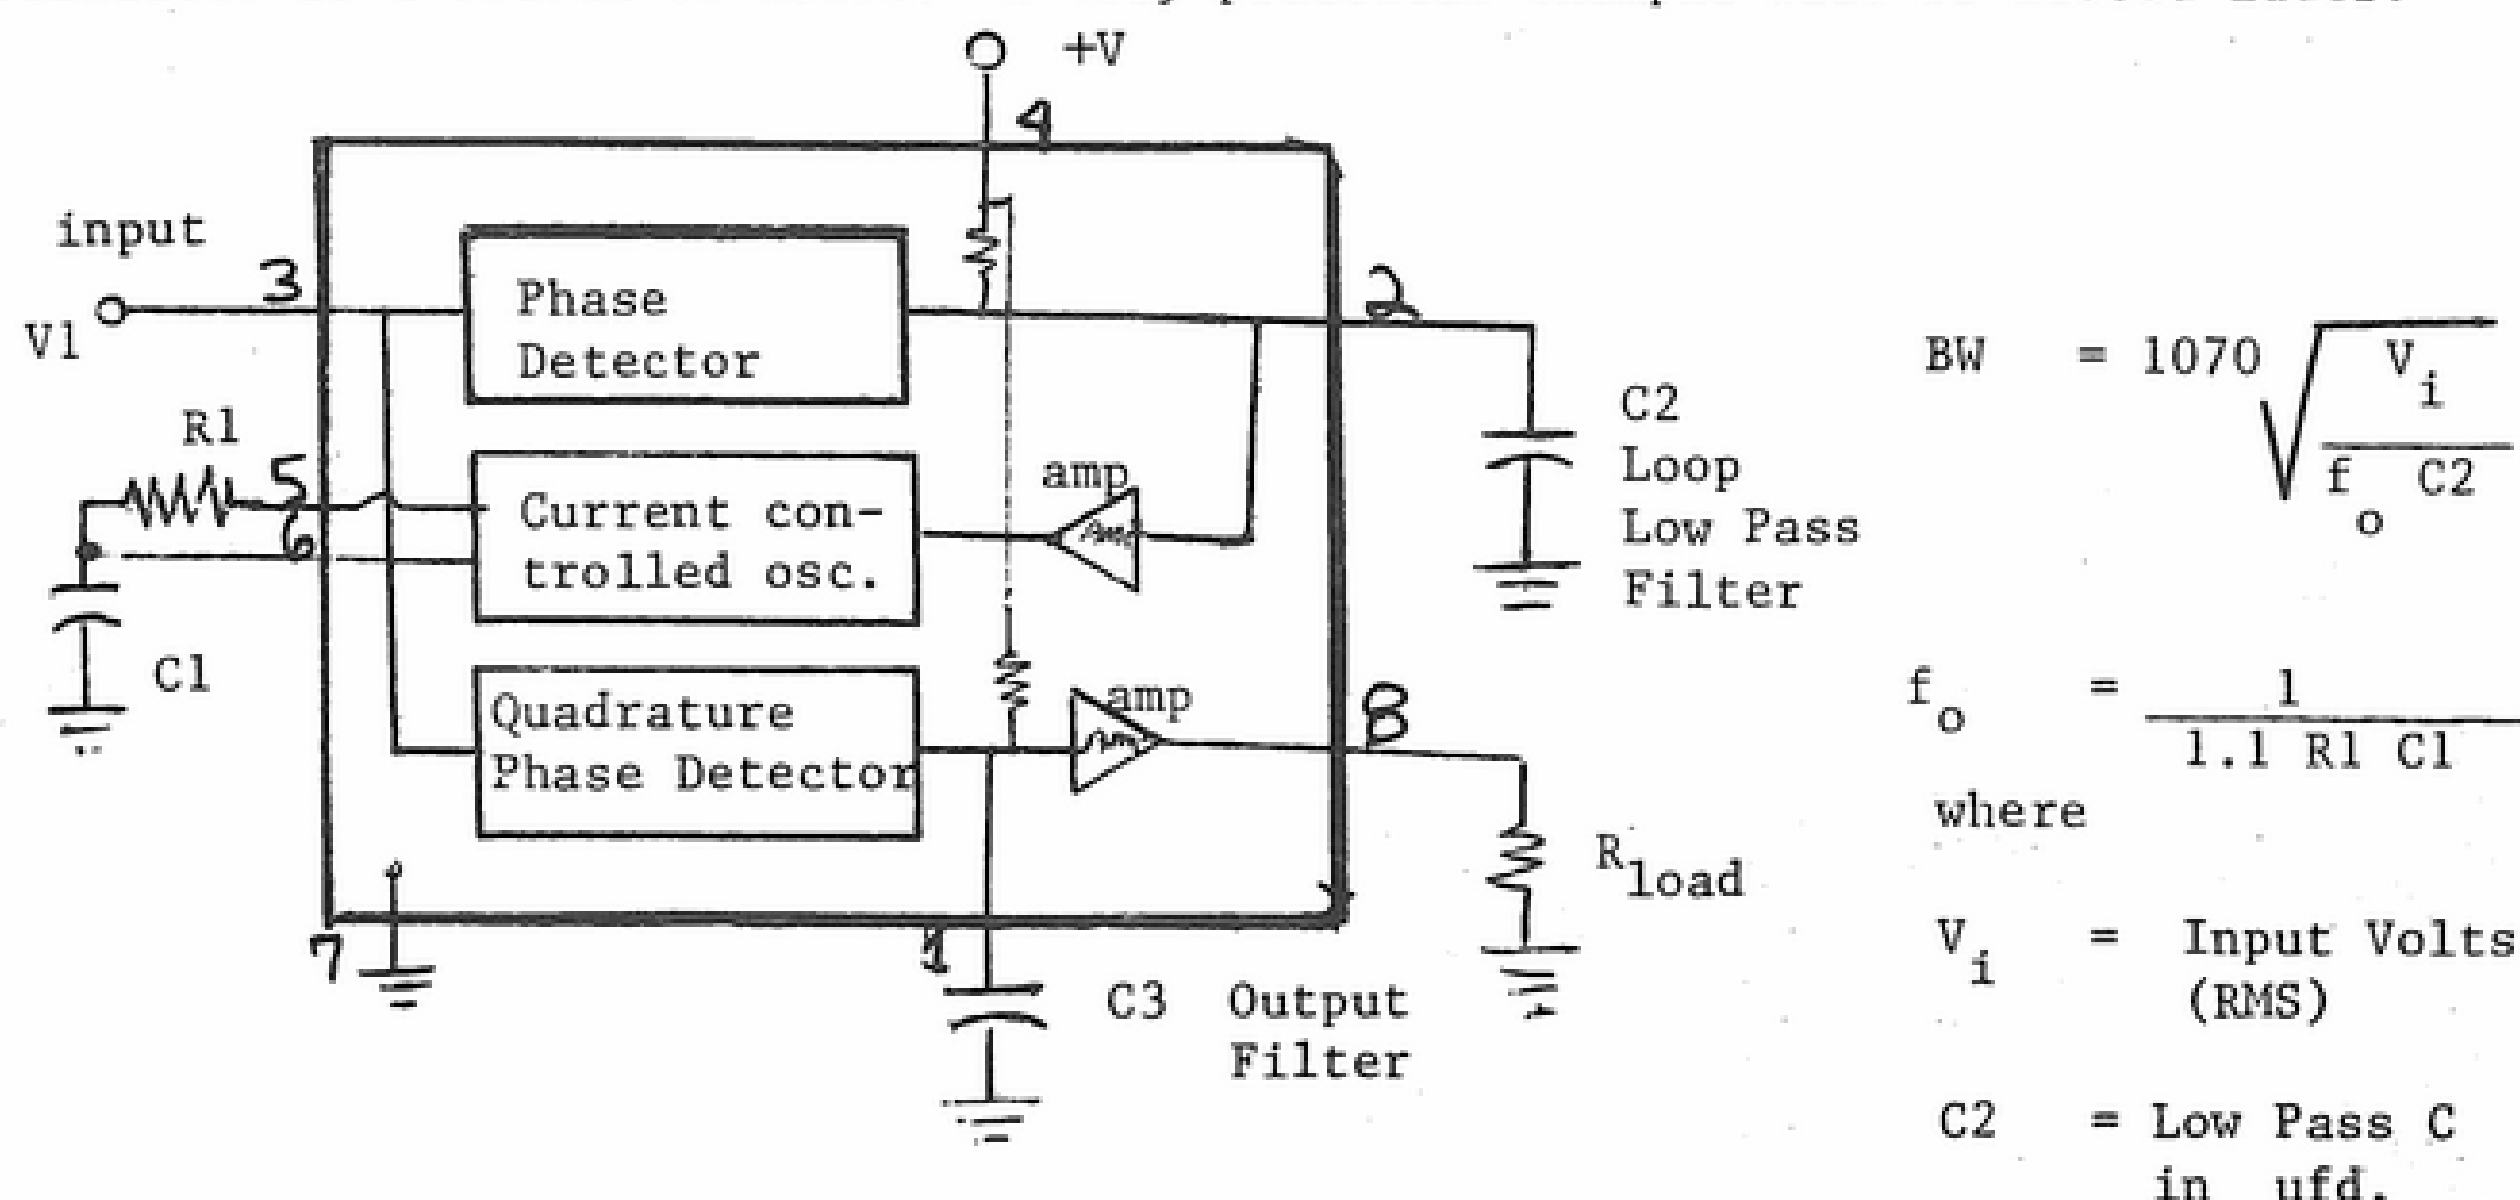 +V
4
input
3
V1
Phase
Detector
2
R1
5
6
Current con-
trolled osc.
amp
C2
Loop
Low Pass
Filter
C1
Quadrature
Phase Detector
amp
8
R load
7
1
C3 Output
Filter
BW = 1070 √ V i
f o C2
f o = 1
1.1 R1 C1
where
V i = Input Volts
(RMS)
C2 = Low Pass C
in ufd.